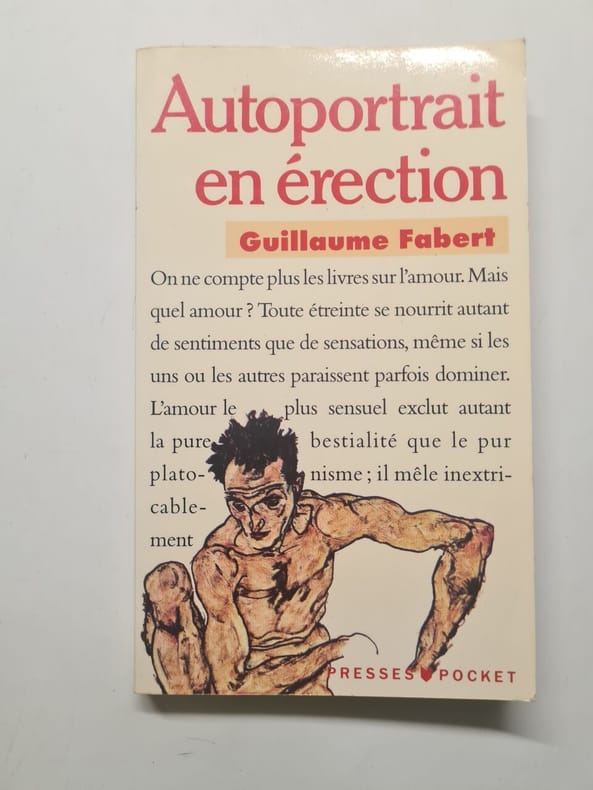 Autoportrait
en érection
Guillaume Fabert
On ne compte plus les livres sur l'amour. Mais
quel amour ? Toute étreinte se nourrit autant
de sentiments que de sensations, même si les
uns ou les autres paraissent parfois dominer.
L'amour le plus sensuel exclut autant
la pure bestialité que le pur
plato- nisme ; il mêle inextri-
cable-
ment
PRESSES POCKET